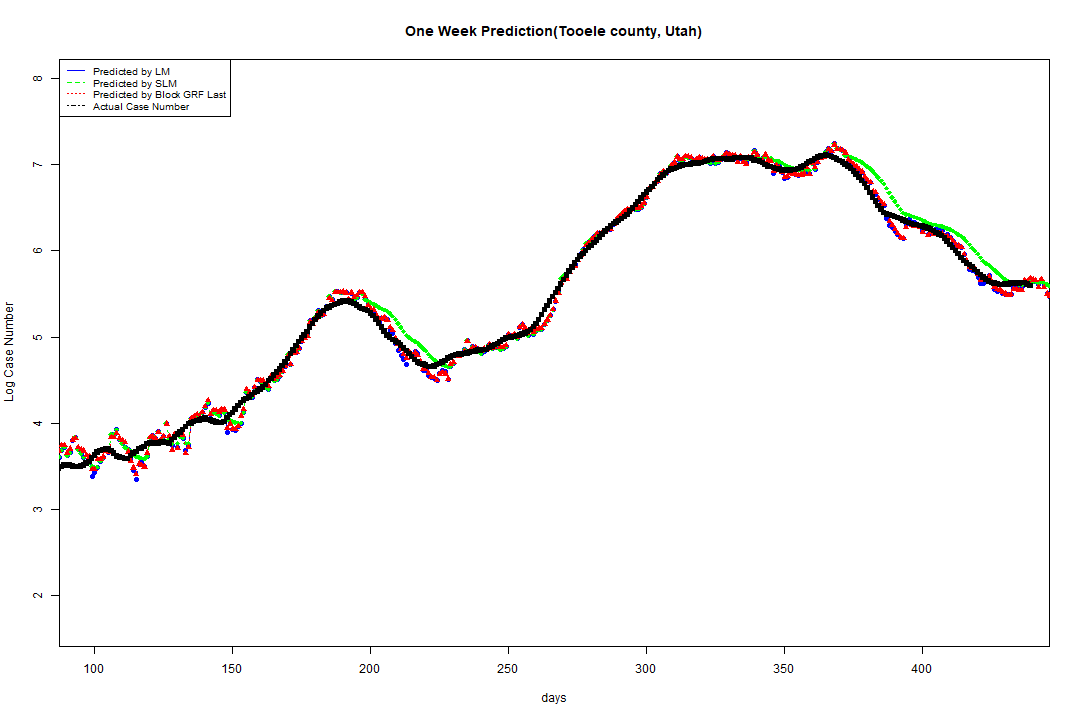 One Week Prediction(Tooele county, Utah)
Predicted by LM
Predicted by SLM
Predicted by Block GRF Last
Actual Case Number
8
7
6
5
4
3
2
Log Case Number
100 150 200 250 300 350 400
days